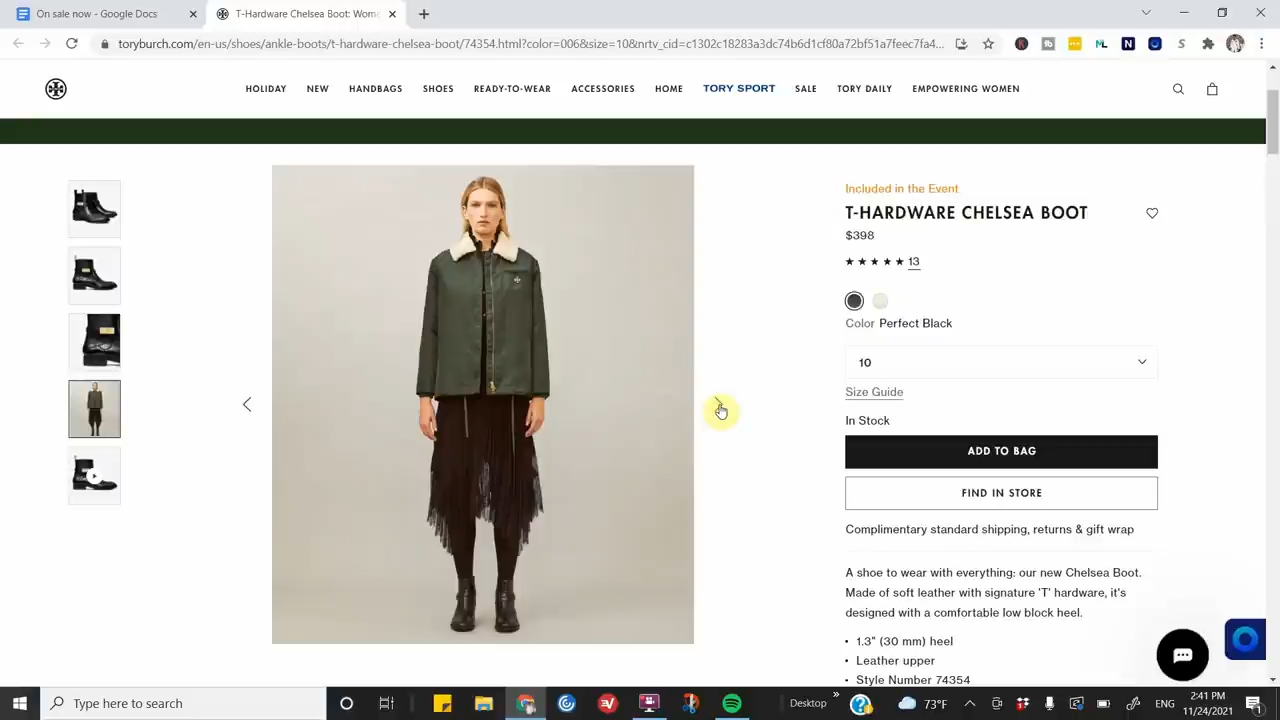 On sale now - Google Docs
T-Hardware Chelsea Boot: Wome
toryburch.com/en-us/shoes/ankle-boots/t-hardware-chelsea-boot/74354.html?color=006&size=10&nrtv_cid=c1302c18283a3dc74b6d1cf80a72bf51a7feec7fa4...
HOLIDAY NEW HANDBAGS SHOES READY-TO-WEAR ACCESSORIES HOME TORY SPORT SALE TORY DAILY EMPOWERING WOMEN
Included in the Event
T-HARDWARE CHELSEA BOOT
$398
13
Color Perfect Black
10
Size Guide
In Stock
ADD TO BAG
FIND IN STORE
Complimentary standard shipping, returns & gift wrap
A shoe to wear with everything: our new Chelsea Boot.
Made of soft leather with signature 'T' hardware, it's
designed with a comfortable low block heel.
• 1.3" (30 mm) heel
• Leather upper
• Style Number 74354
Type here to search
Desktop
73°F
ENG
2:41 PM
11/24/2021